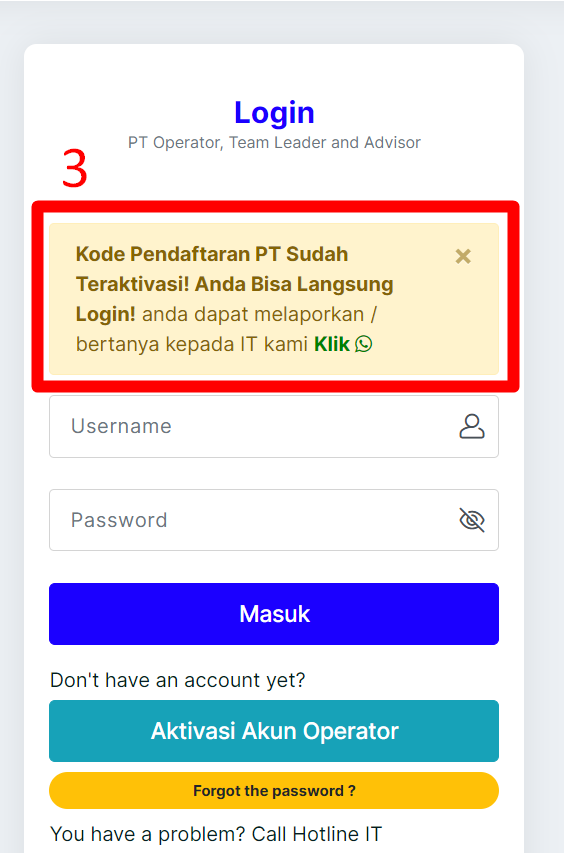 Login
PT Operator, Team Leader and Advisor
3
Kode Pendaftaran PT Sudah
Teraktivasi! Anda Bisa Langsung
Login! anda dapat melaporkan /
bertanya kepada IT kami Klik
Username
Password
Masuk
Don't have an account yet?
Aktivasi Akun Operator
Forgot the password ?
You have a problem? Call Hotline IT